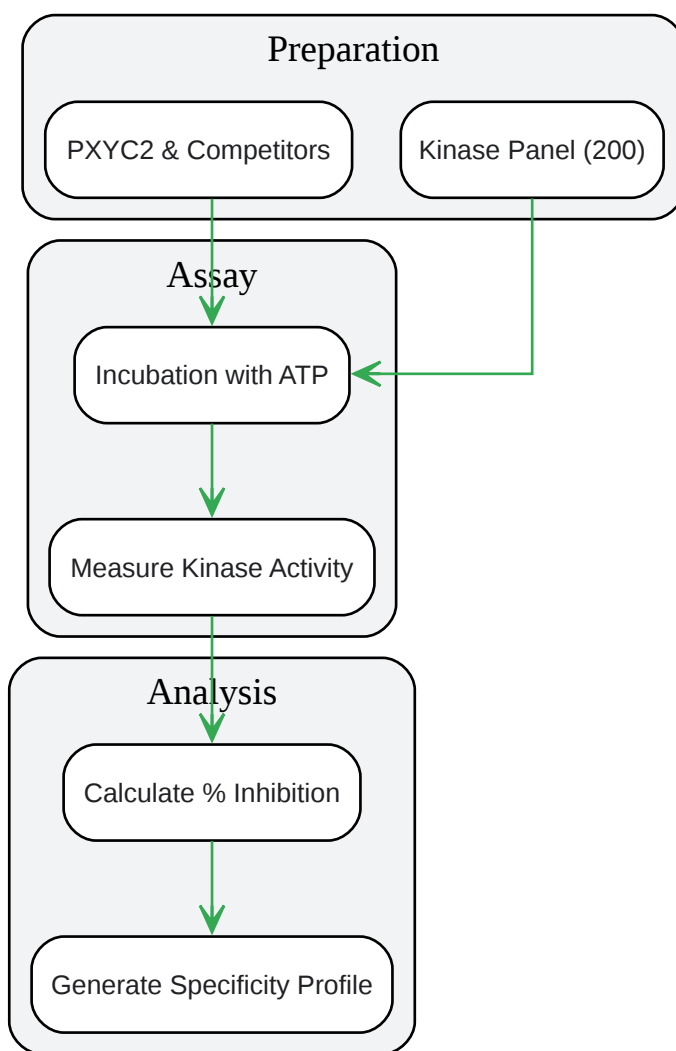 Preparation
PXYC2 & Competitors
Kinase Panel (200)
Assay
Incubation with ATP
Measure Kinase Activity
Analysis
Calculate % Inhibition
Generate Specificity Profile